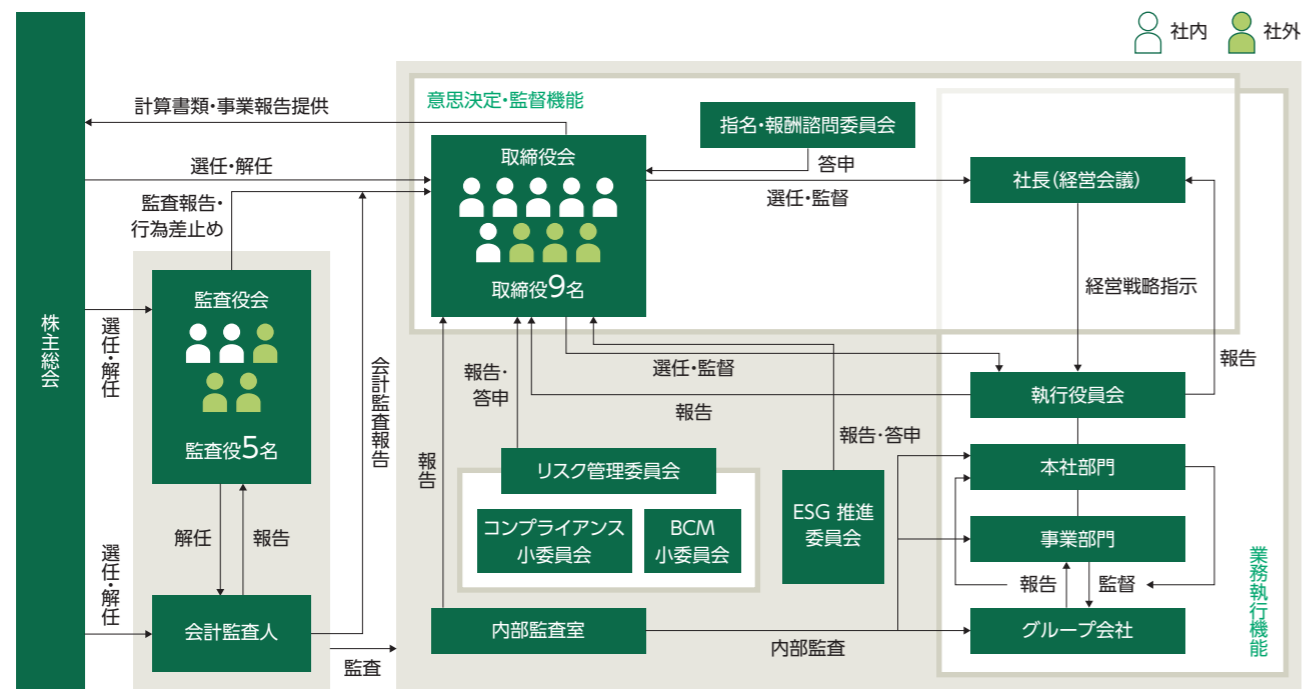 社内
社外
意思決定・監督機能
計算書類・事業報告提供
指名・報酬諮問委員会
取締役会
答申
選任・解任
社長(経営会議)
選任・監督
監査報告・
行為差止め
取締役9名
経営戦略指示
監査役会
株主総会
選任・解任
会計監査報告
報告・
答申
選任・監督
報告
執行役員会
報告
監査役5名
報告・答申
報告
リスク管理委員会
本社部門
コンプライアンス
小委員会
BCM
小委員会
ESG 推進
委員会
解任
報告
事業部門
選任・解任
報告
監督
業務執行機能
会計監査人
内部監査室
グループ会社
内部監査
監査